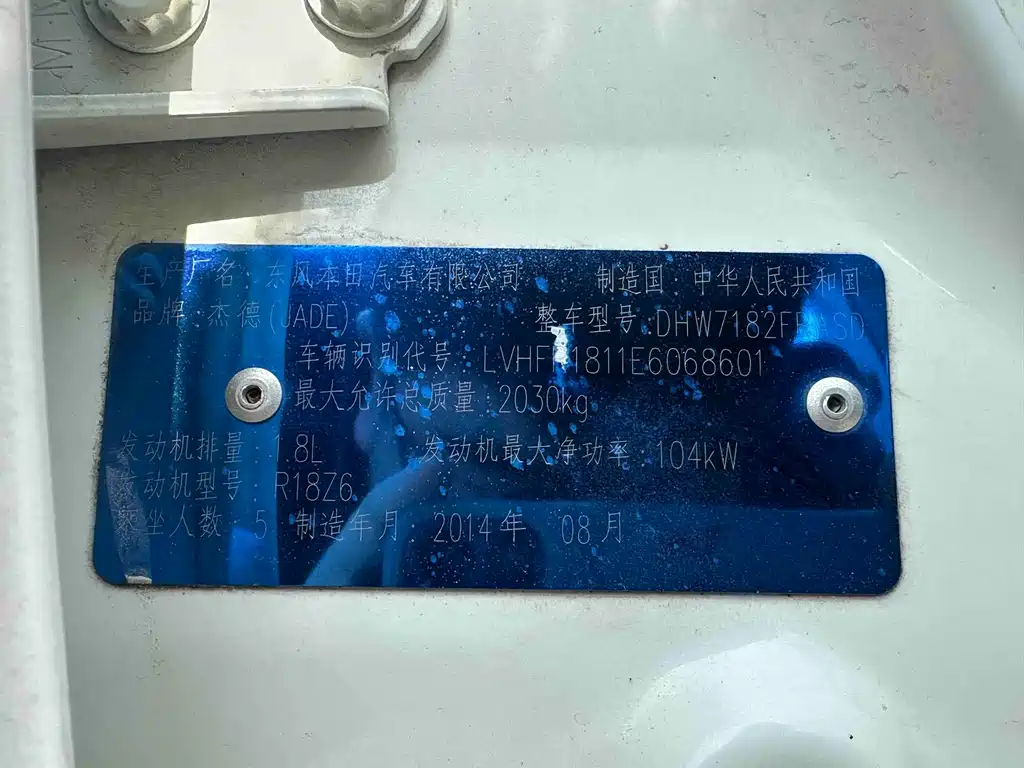 生产厂名：东风本田汽车有限公司 制造国：中华人民共和国
品牌：杰德(JADE) 整车型号：
车辆识别代号：
最大允许总质量：2030kg
发动机排量：1.8L 发动机最大净功率：104kW
发动机型号：R18Z6
乘坐人数：5 制造年月：2014年 08月